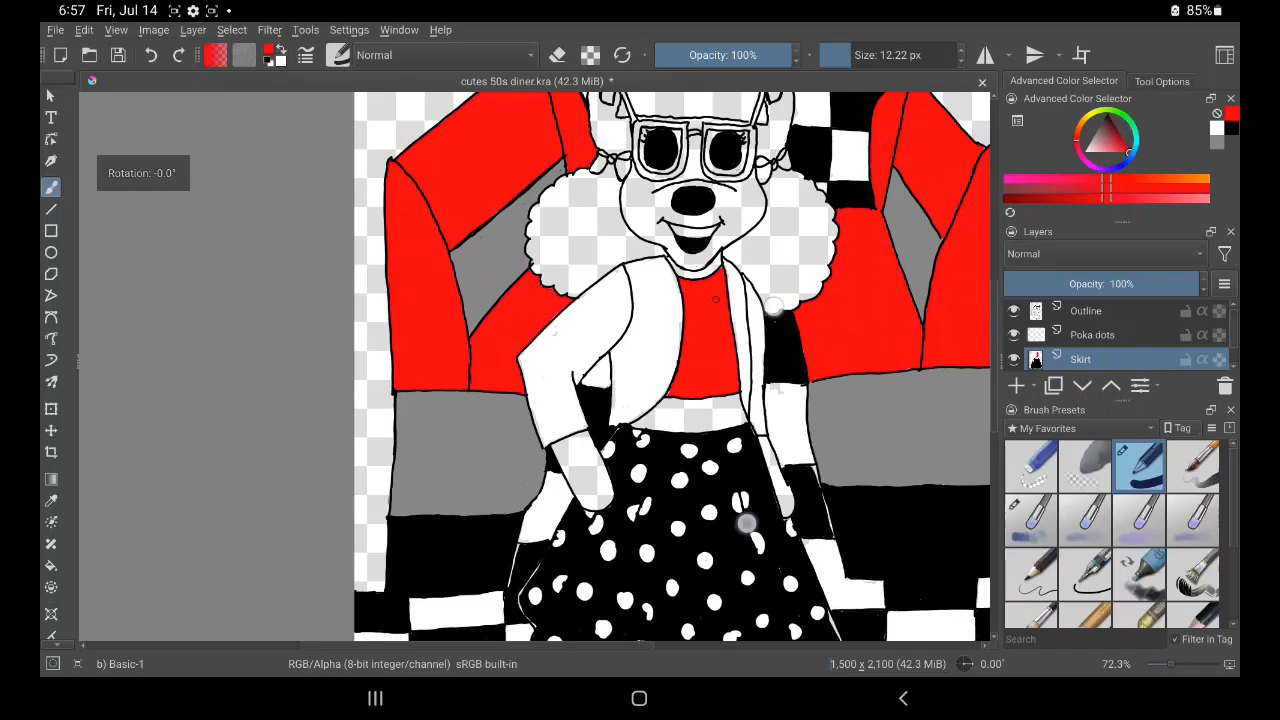 6:57 Fri, Jul 14
85%
File Edit View Image Layer Select Filter Tools Settings Window Help
Normal
Opacity: 100%
Size: 12.22 px
cutes 50s diner.kra (42.3 MiB) *
Advanced Color Selector
Tool Options
Advanced Color Selector
Rotation: -0.0°
Layers
Normal
Opacity: 100%
Outline
Poka dots
Skirt
Brush Presets
★ My Favorites
Tag
Search
✓ Filter in Tag
b) Basic-1
RGB/Alpha (8-bit integer/channel) sRGB built-in
1,500 x 2,100 (42.3 MiB)
0.00°
72.3%